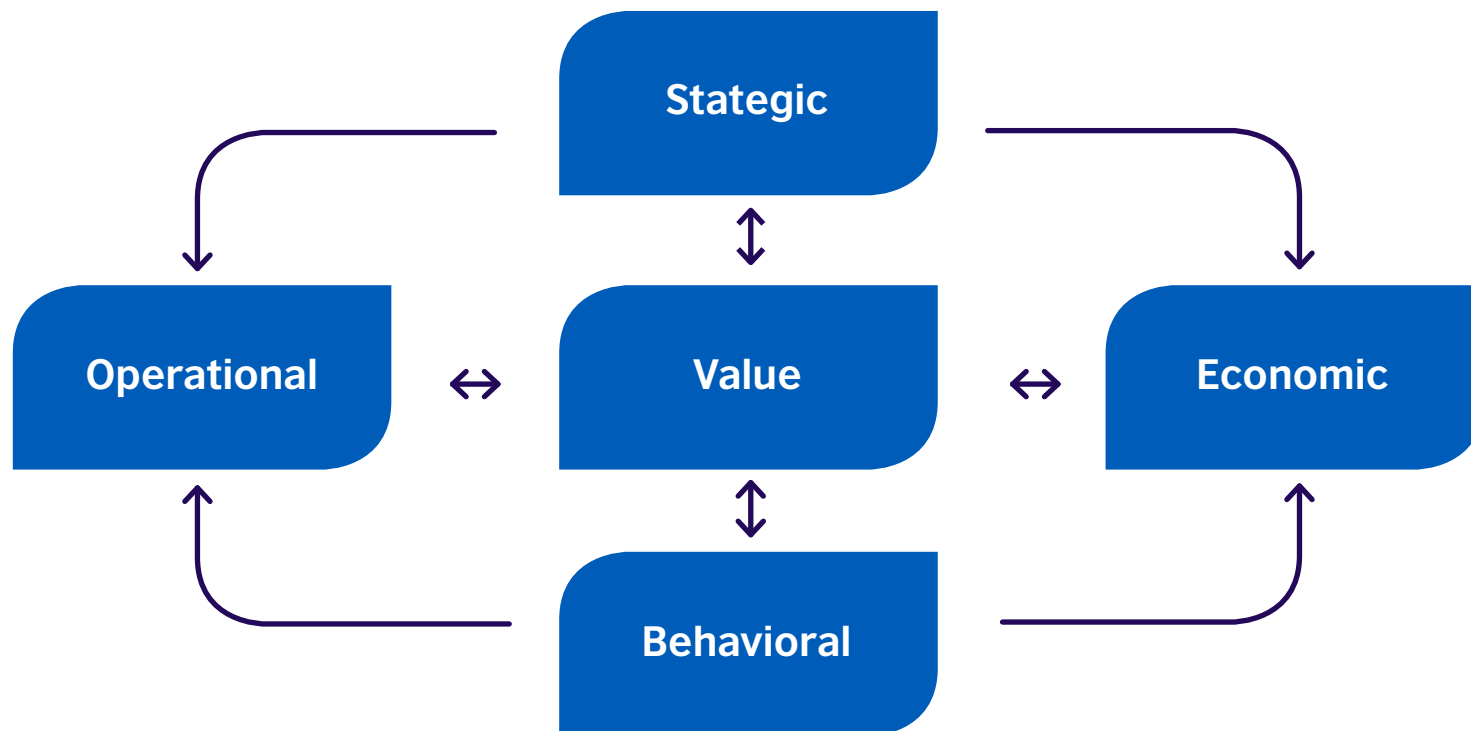 Stategic
Operational
Value
Economic
Behavioral